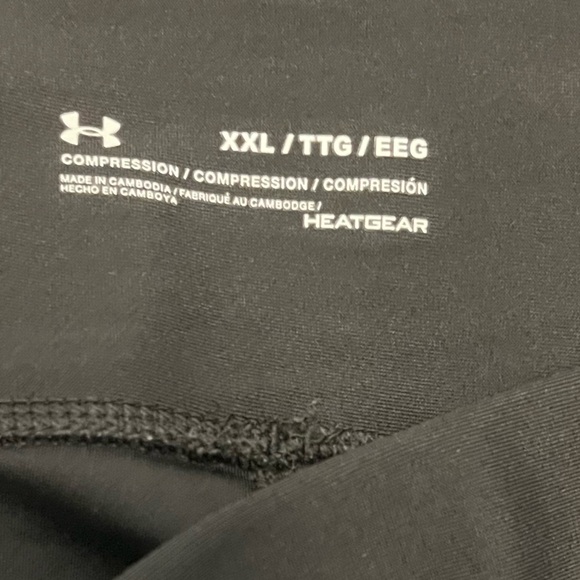 XXL / TTG / EEG
COMPRESSION / COMPRESSION / COMPRESIÓN
MADE IN CAMBODIA / FABRIQUÉ AU CAMBODGE /
HECHO EN CAMBOYA
HEATGEAR